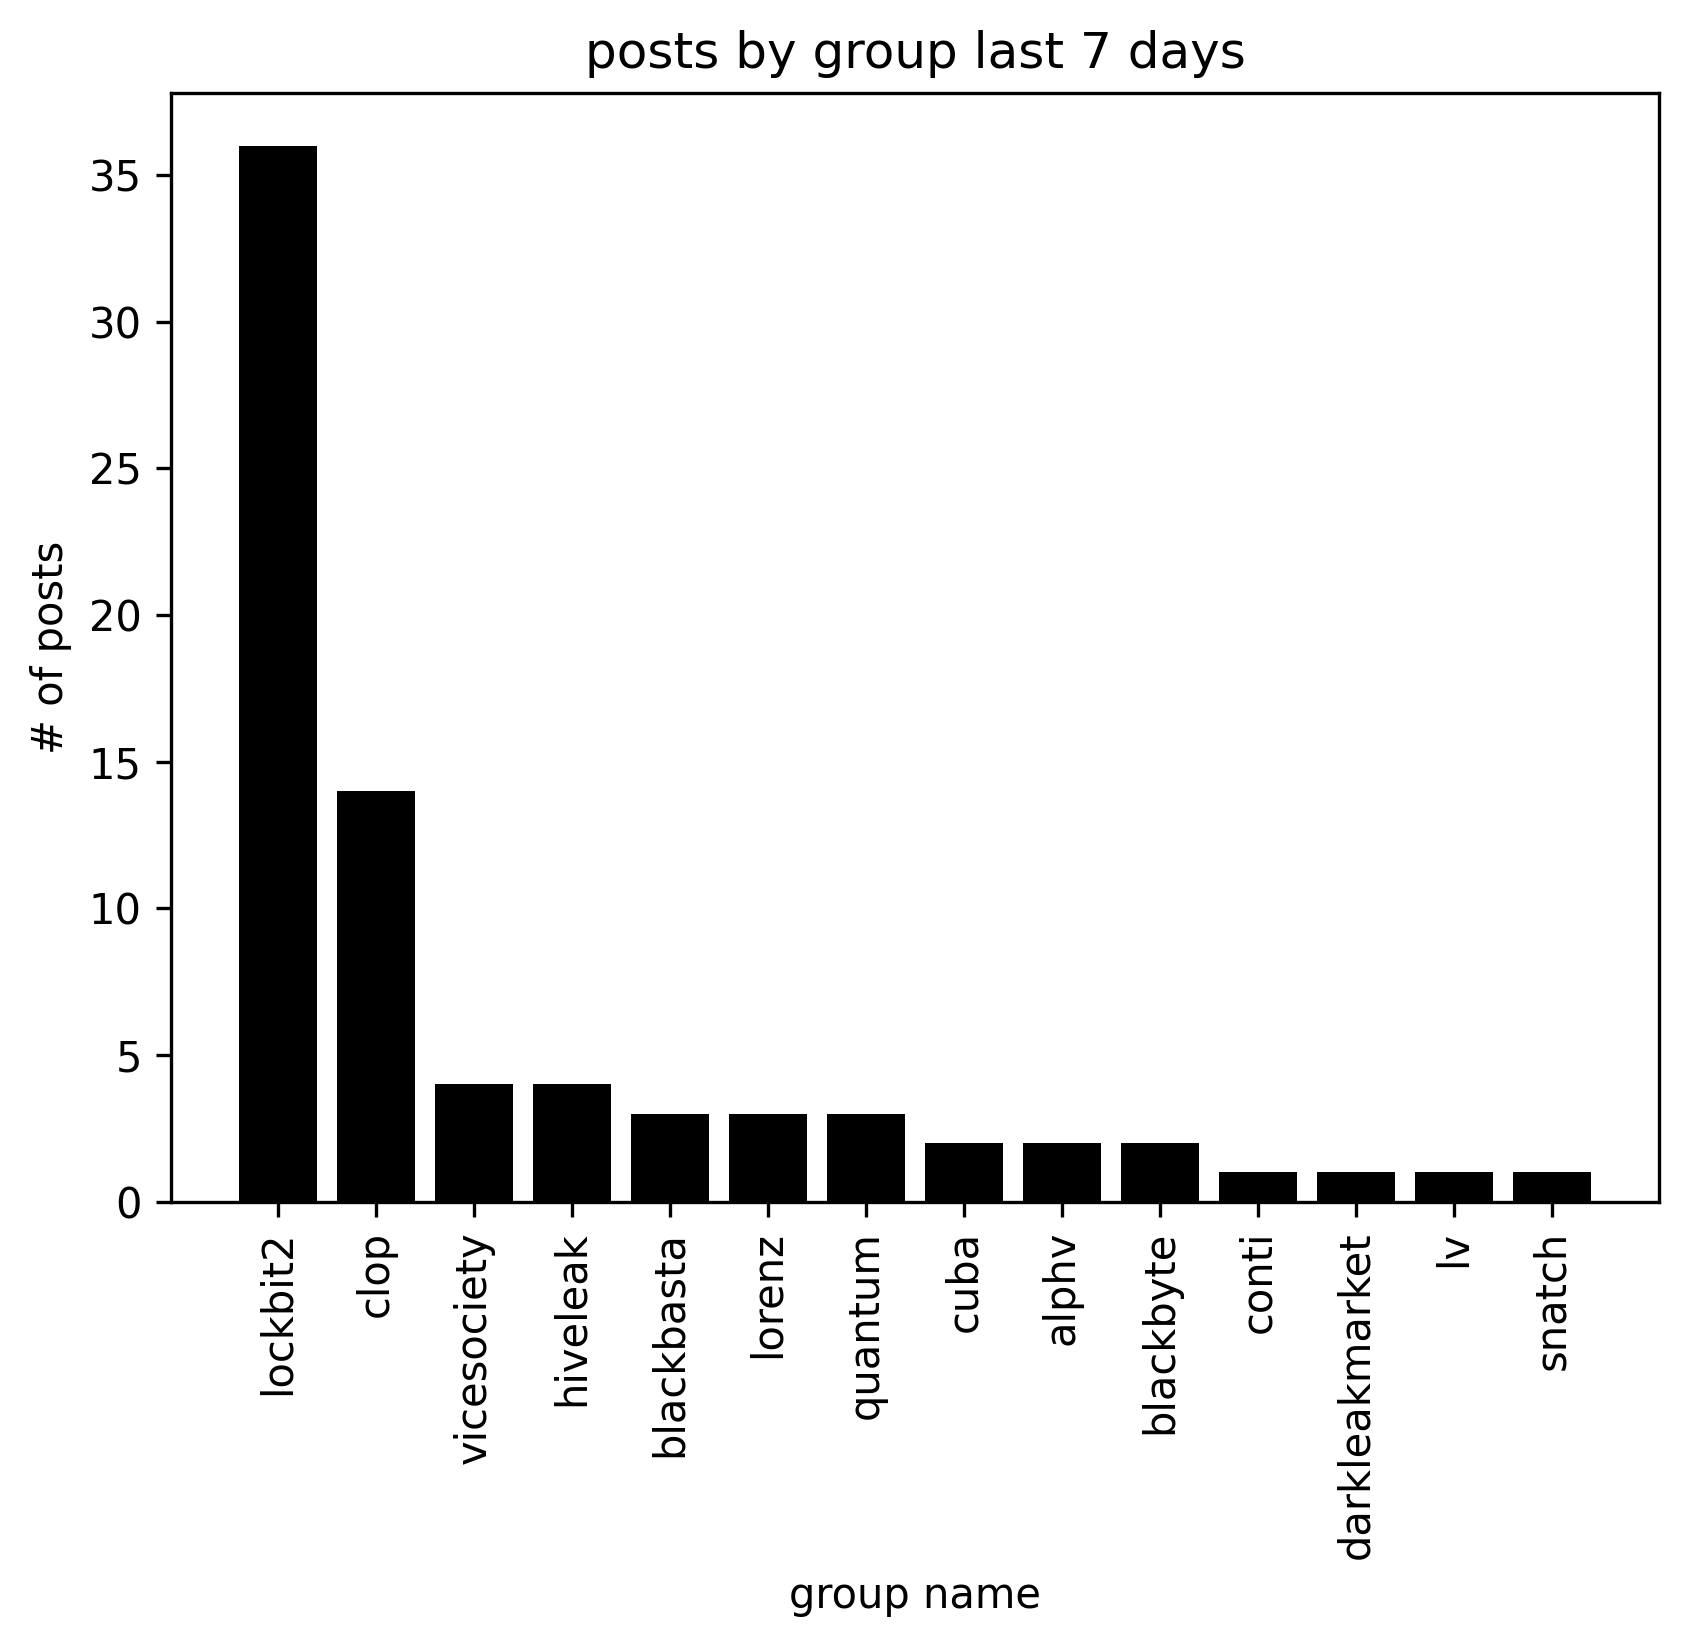 posts by group last 7 days
# of posts
35
30
25
20
15
10
5
0
lockbit2
clop
vicesociety
hiveleak
blackbasta
lorenz
quantum
cuba
alphv
blackbyte
conti
darkleakmarket
lv
snatch
group name